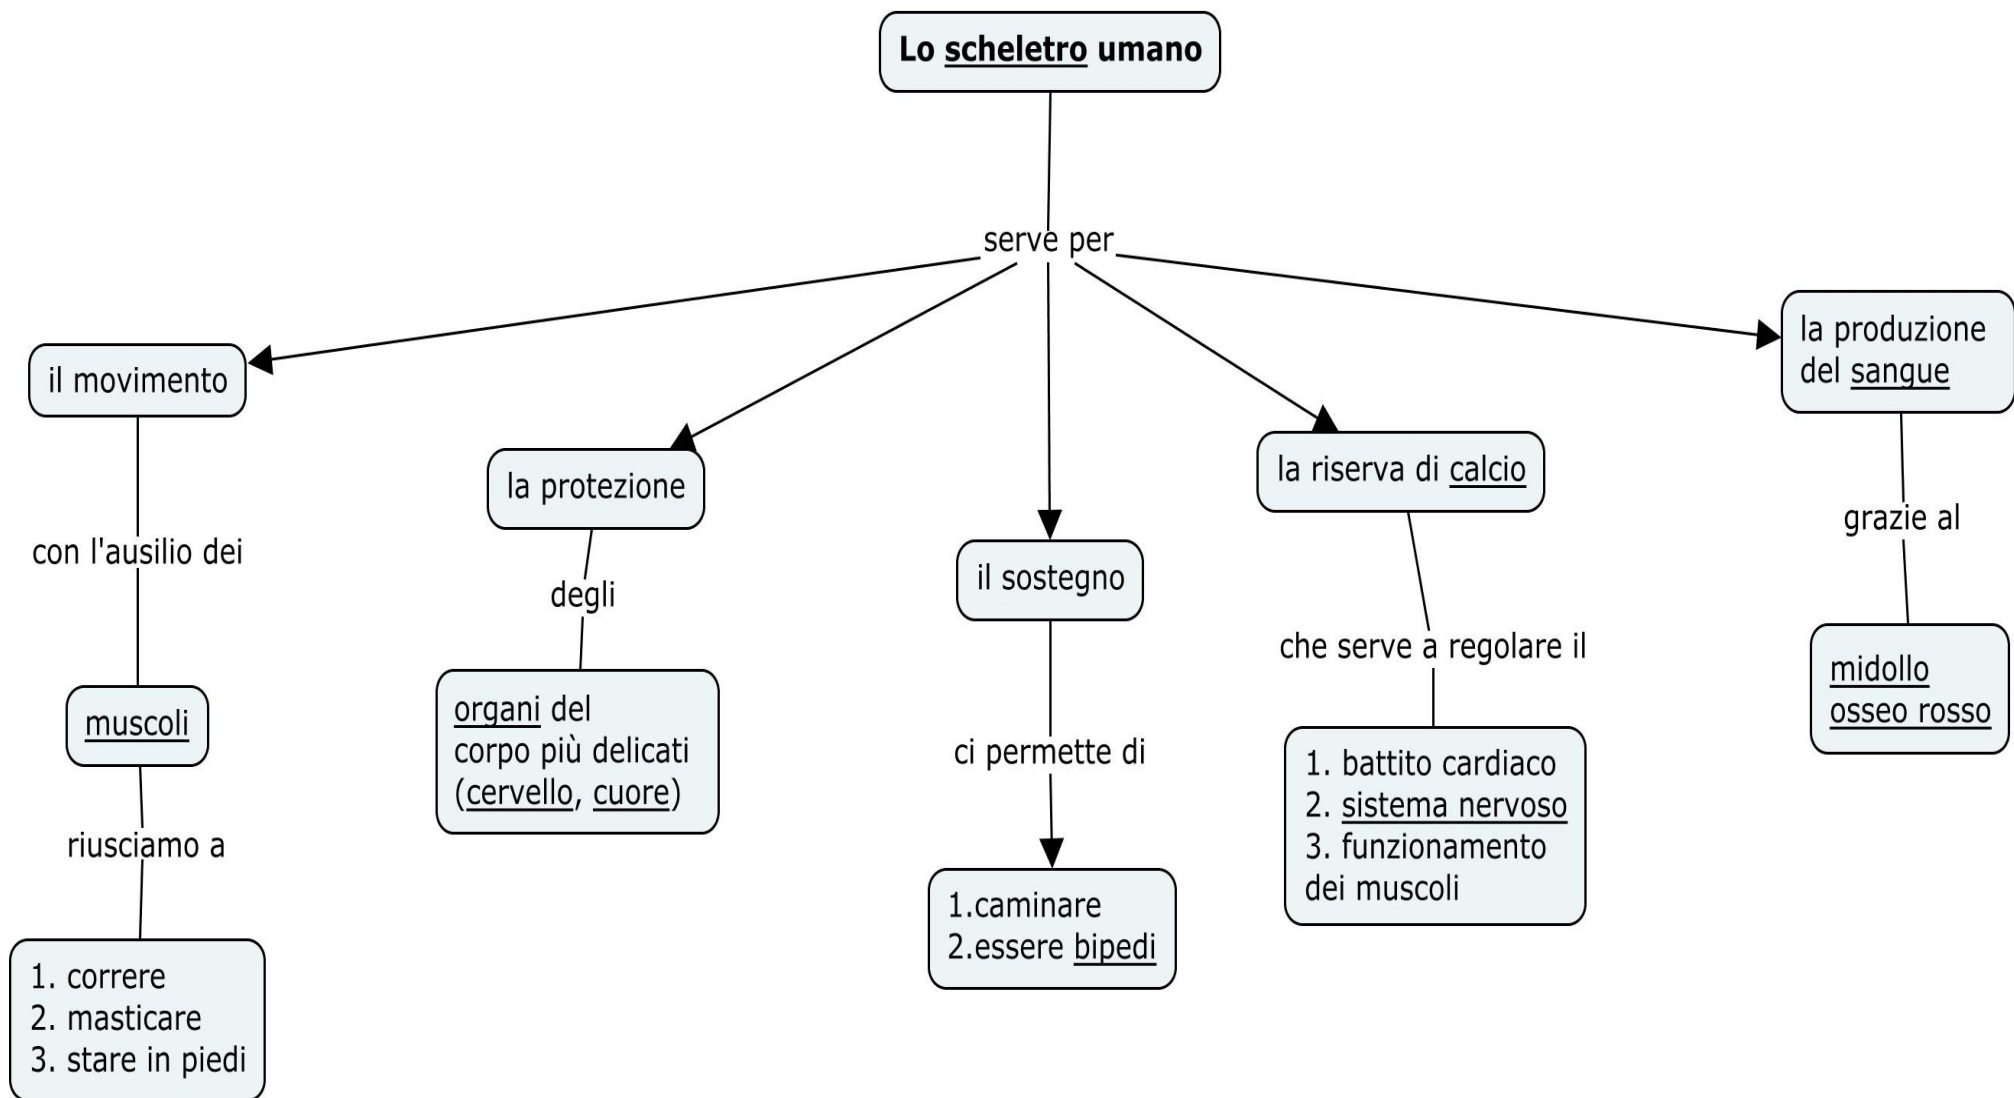 Lo scheletro umano
serve per
il movimento
con l'ausilio dei
muscoli
riusciamo a
1. correre
2. masticare
3. stare in piedi
la protezione
degli
organi del
corpo più delicati
(cervello, cuore)
il sostegno
ci permette di
1.caminare
2.essere bipedi
la riserva di calcio
che serve a regolare il
1. battito cardiaco
2. sistema nervoso
3. funzionamento
dei muscoli
la produzione
del sangue
grazie al
midollo
osseo rosso